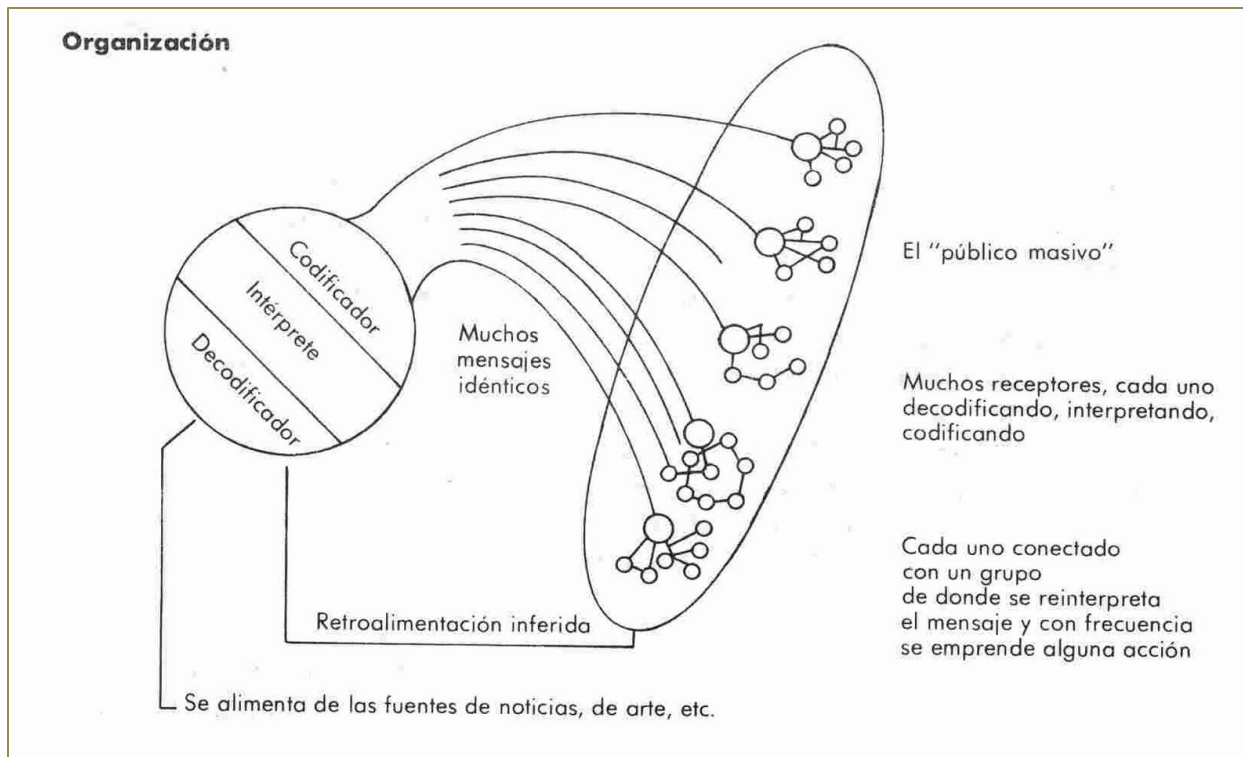 Organización
Codificador
Intérprete
Decodificador
Muchos
mensajes
idénticos
El "público masivo"
Muchos receptores, cada uno
decodificando, interpretando,
codificando
Cada uno conectado
con un grupo
de donde se reinterpreta
el mensaje y con frecuencia
se emprende alguna acción
Retroalimentación inferida
Se alimenta de las fuentes de noticias, de arte, etc.